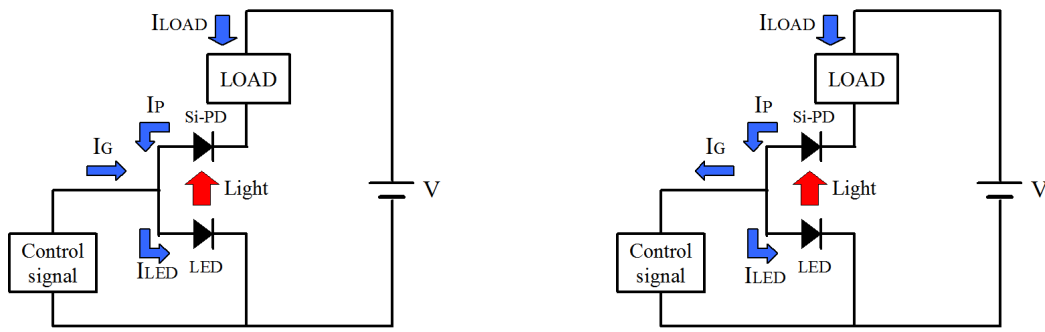 ILOAD
LOAD
IP
Si-PD
IG
Light
V
Control
signal
ILED
LED
ILOAD
LOAD
IP
Si-PD
IG
Light
V
Control
signal
ILED
LED